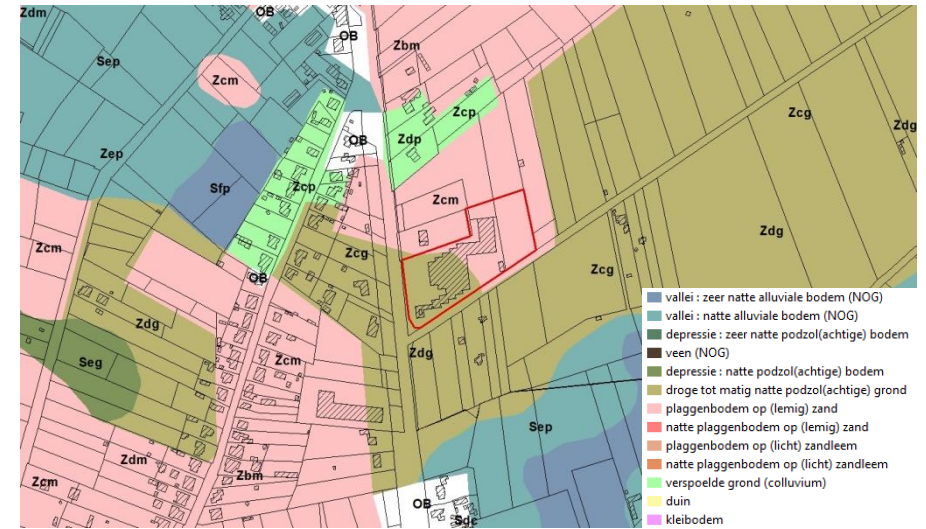 Zdm
OB
OB
Zbm
Sep
Zcm
Zcp
Zcg
Zdg
OB
Zdp
Zep
Sfp
Zcp
Zcm
Zcm
Zcg
Zdg
Zcg
OB
Zdg
Zdg
Seg
Zcm
Sep
Zdm
Zcm
Zbm
OB
Sdc
vallei : zeer natte alluviale bodem (NOG)
vallei : natte alluviale bodem (NOG)
depressie : zeer natte podzol(achtige) bodem
veen (NOG)
depressie : natte podzol(achtige) bodem
droge tot matig natte podzol(achtige) grond
plaggenbodem op (lemig) zand
natte plaggenbodem op (lemig) zand
plaggenbodem op (licht) zandleem
natte plaggenbodem op (licht) zandleem
verspoelde grond (colluvium)
duin
kleibodem